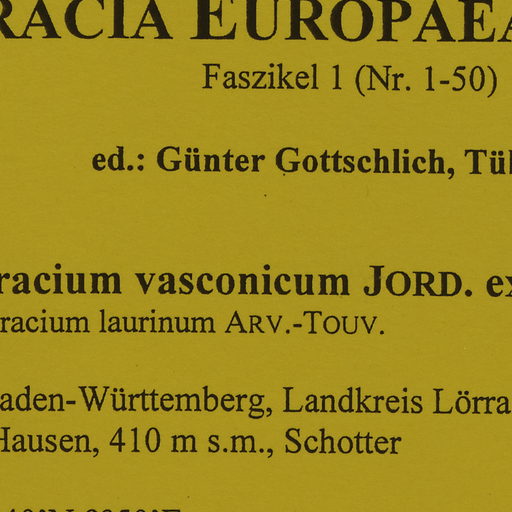 RACIA EUROPAEA
Faszikel 1 (Nr. 1-50)
ed.: Günter Gottschlich, Tü
racium vasconicum JORD. ex
racium laurinum ARV.-TOUV.
aden-Württemberg, Landkreis Lörra
Hausen, 410 m s.m., Schotter